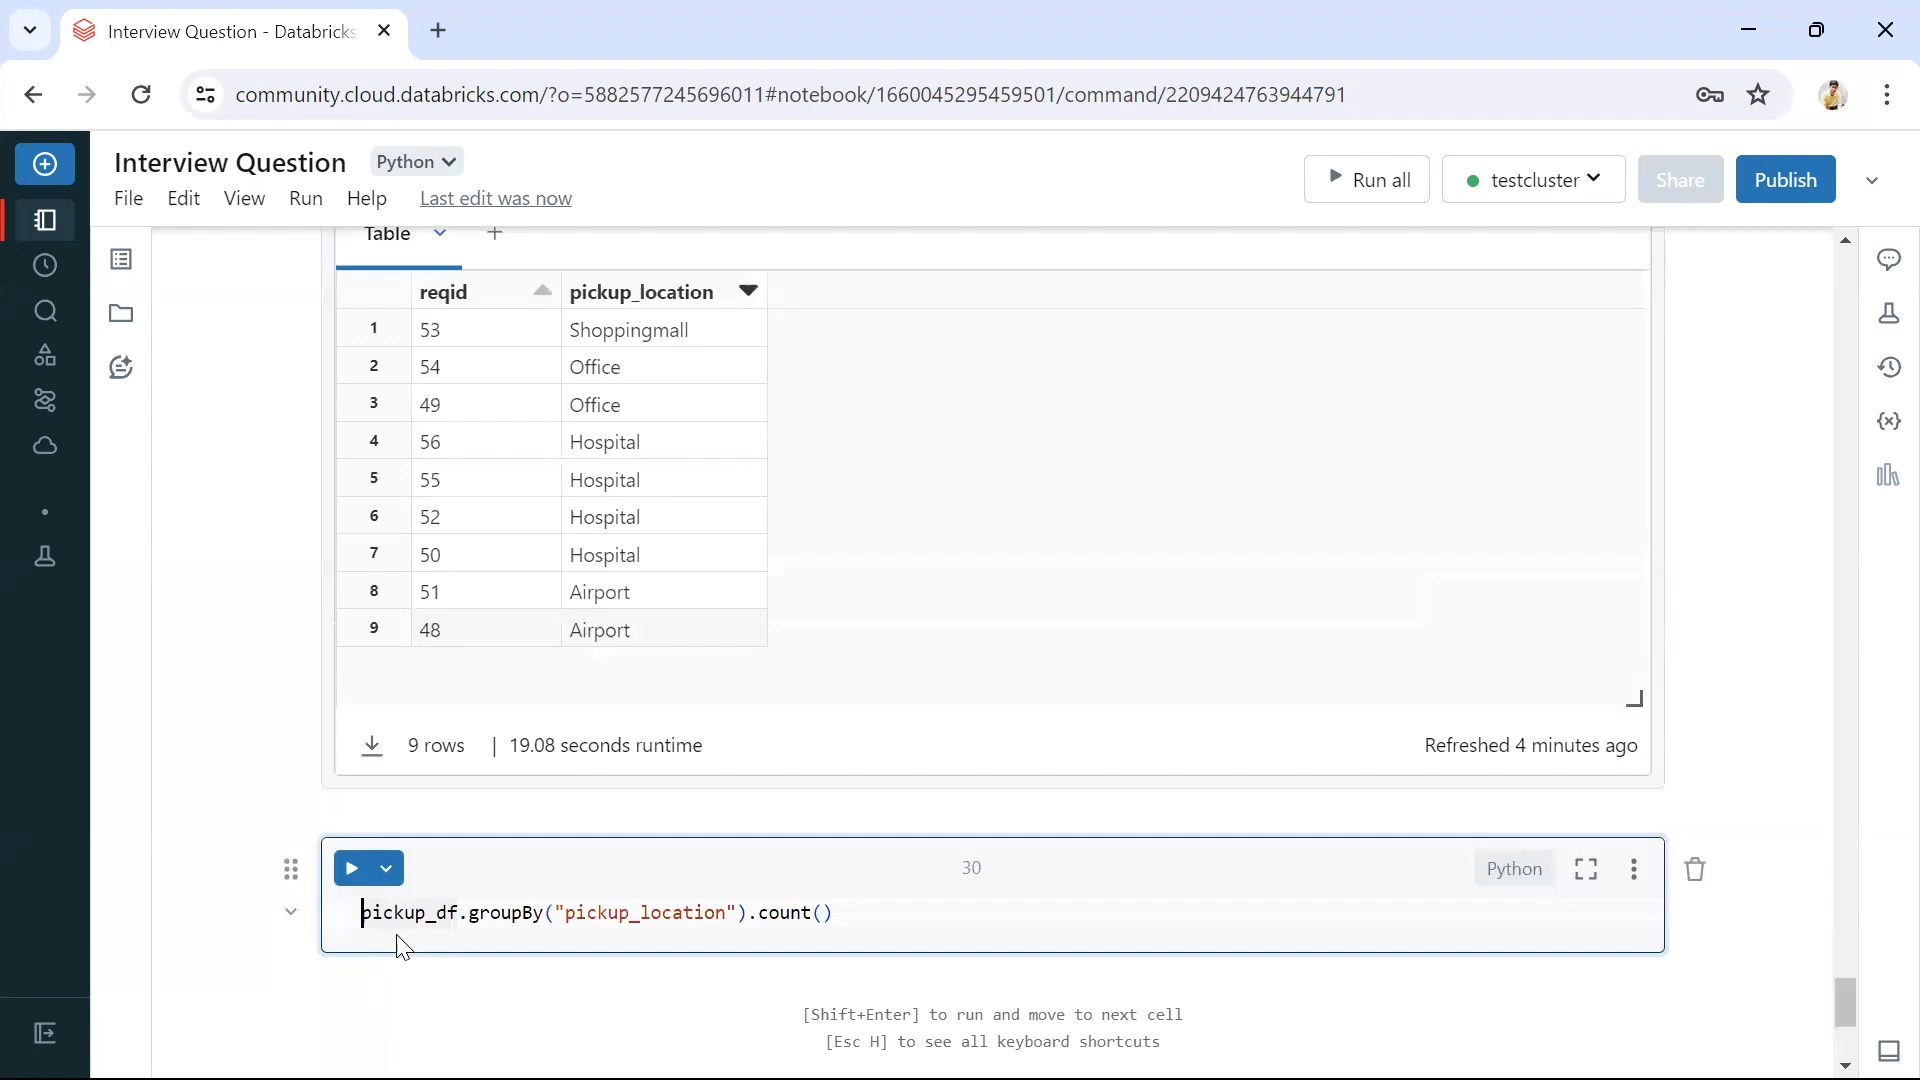 Interview Question - Databricks
community.cloud.databricks.com/?o=5882577245696011#notebook/1660045295459501/command/2209424763944791
Interview Question Python
File Edit View Run Help Last edit was now
Run all testcluster Share Publish
Table +
reqid pickup_location
1 53 Shoppingmall
2 54 Office
3 49 Office
4 56 Hospital
5 55 Hospital
6 52 Hospital
7 50 Hospital
8 51 Airport
9 48 Airport
9 rows | 19.08 seconds runtime Refreshed 4 minutes ago
30 Python
pickup_df.groupBy("pickup_location").count()
[Shift+Enter] to run and move to next cell
[Esc H] to see all keyboard shortcuts